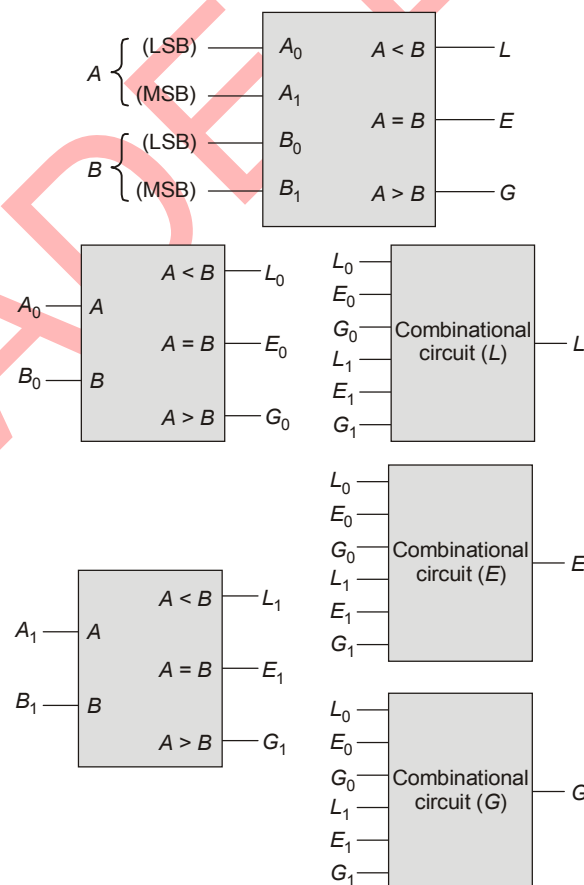 (LSB) A₀ A < B L
A (MSB) A₁
(LSB) B₀ A = B E
B (MSB) B₁ A > B G
A < B L₀
A₀ A
A = B E₀
B₀ B
A > B G₀
L₀
E₀
G₀
L₁
E₁
G₁
Combinational
circuit (L)
L
L₀
E₀
G₀
L₁
E₁
G₁
Combinational
circuit (E)
E
A < B L₁
A₁ A
A = B E₁
B₁ B
A > B G₁
L₀
E₀
G₀
L₁
E₁
G₁
Combinational
circuit (G)
G